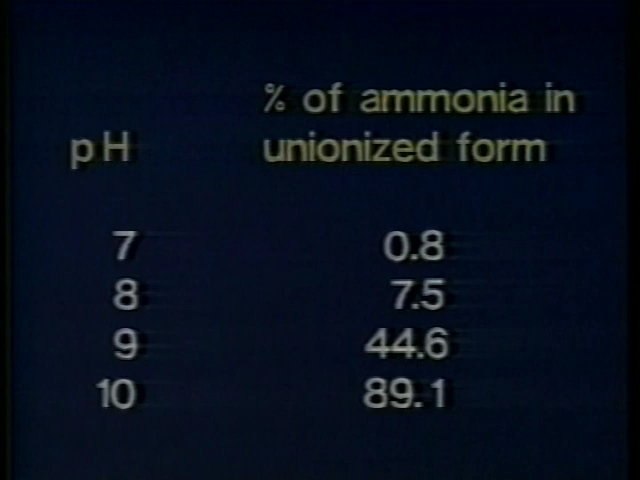 % of ammonia in
pH unionized form
7 0.8
8 7.5
9 44.6
10 89.1